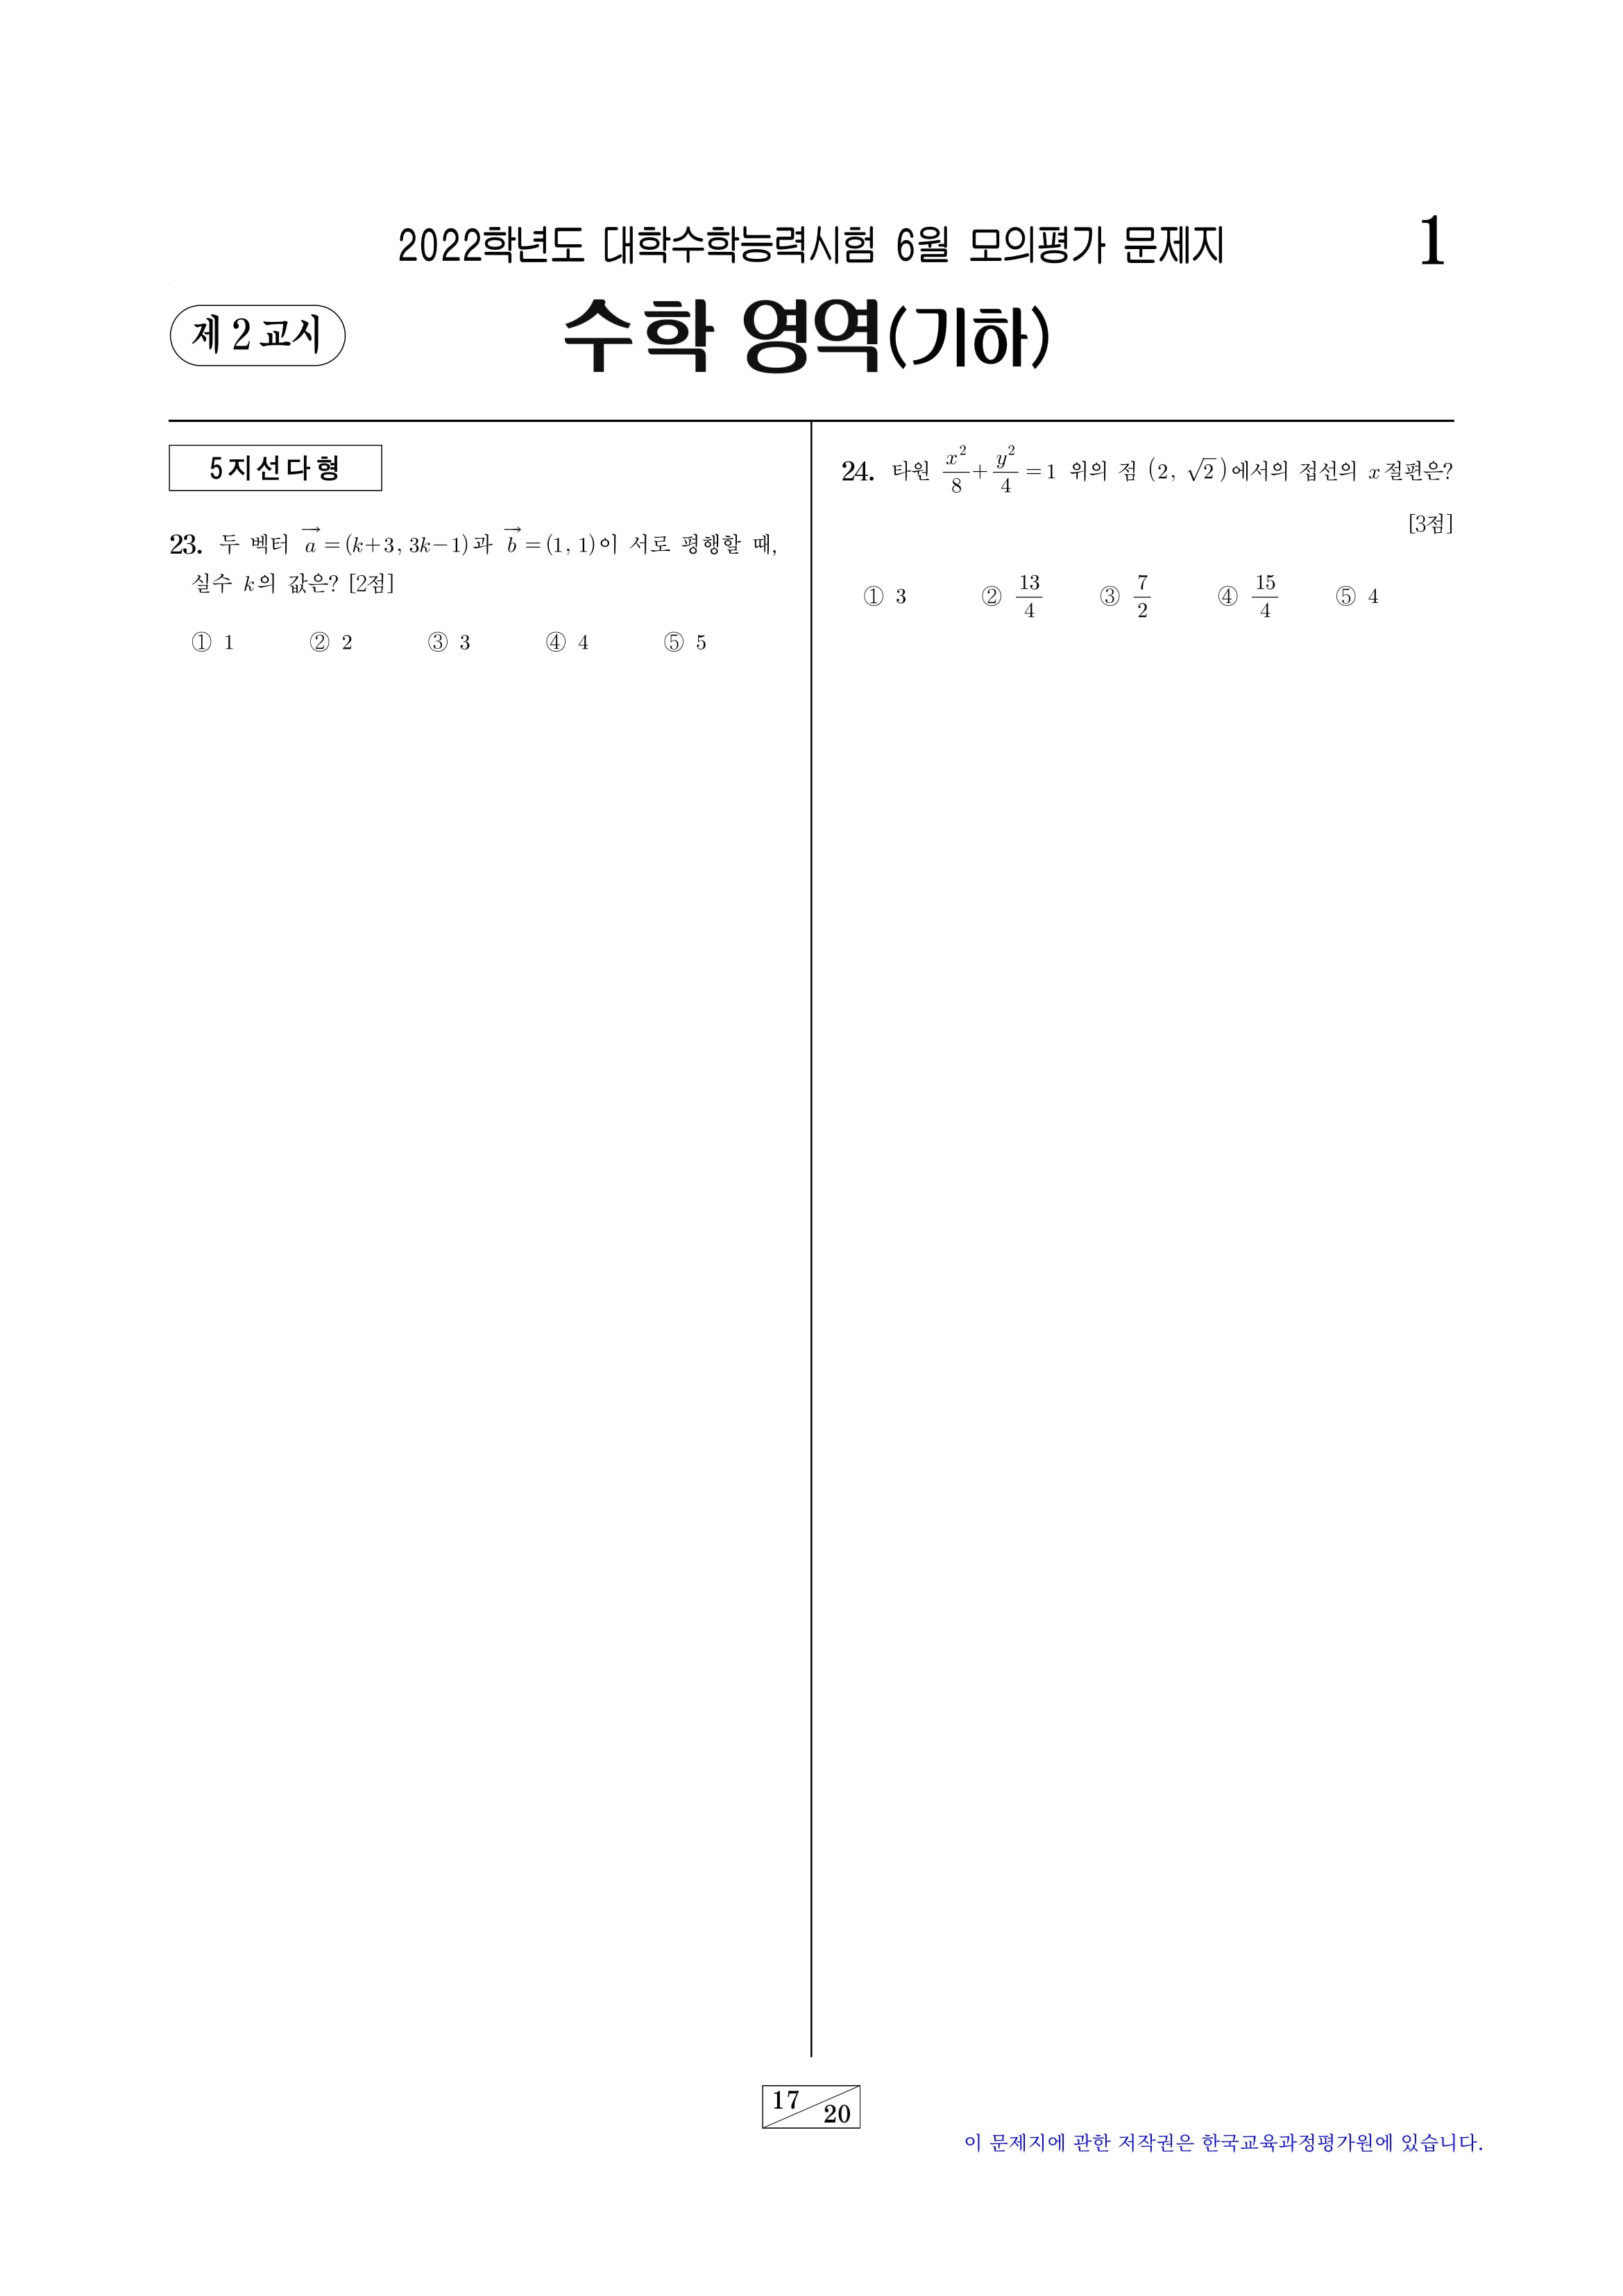 2022학년도 대학수학능력시험 6월 모의평가 문제지
1
제 2 교시
수학 영역(기하)
5지선다형
23. 두 벡터 $\overrightarrow{a}=(k+3, 3k-1)$과 $\overrightarrow{b}=(1, 1)$이 서로 평행할 때,
실수 $k$의 값은? [2점]
① 1 ② 2 ③ 3 ④ 4 ⑤ 5
24. 타원 $\frac{x^2}{8}+\frac{y^2}{4}=1$ 위의 점 $(2, \sqrt{2})$에서의 접선의 $x$절편은?
[3점]
① 3 ② $\frac{13}{4}$ ③ $\frac{7}{2}$ ④ $\frac{15}{4}$ ⑤ 4
17
20
이 문제지에 관한 저작권은 한국교육과정평가원에 있습니다.